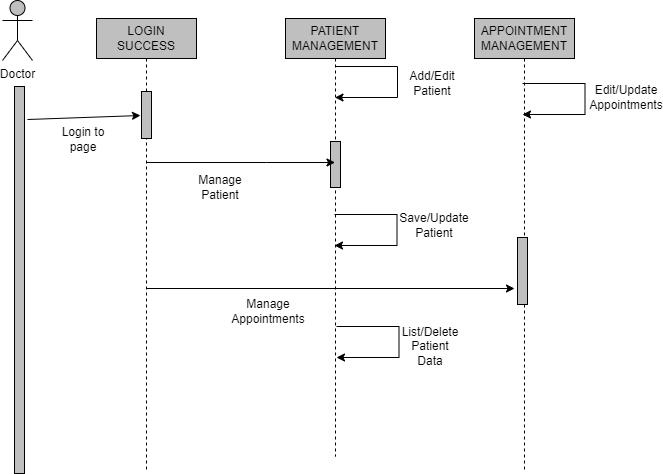 LOGIN
SUCCESS
PATIENT
MANAGEMENT
APPOINTMENT
MANAGEMENT
Doctor
Add/Edit
Patient
Edit/Update
Appointments
Login to
page
Manage
Patient
Save/Update
Patient
Manage
Appointments
List/Delete
Patient
Data